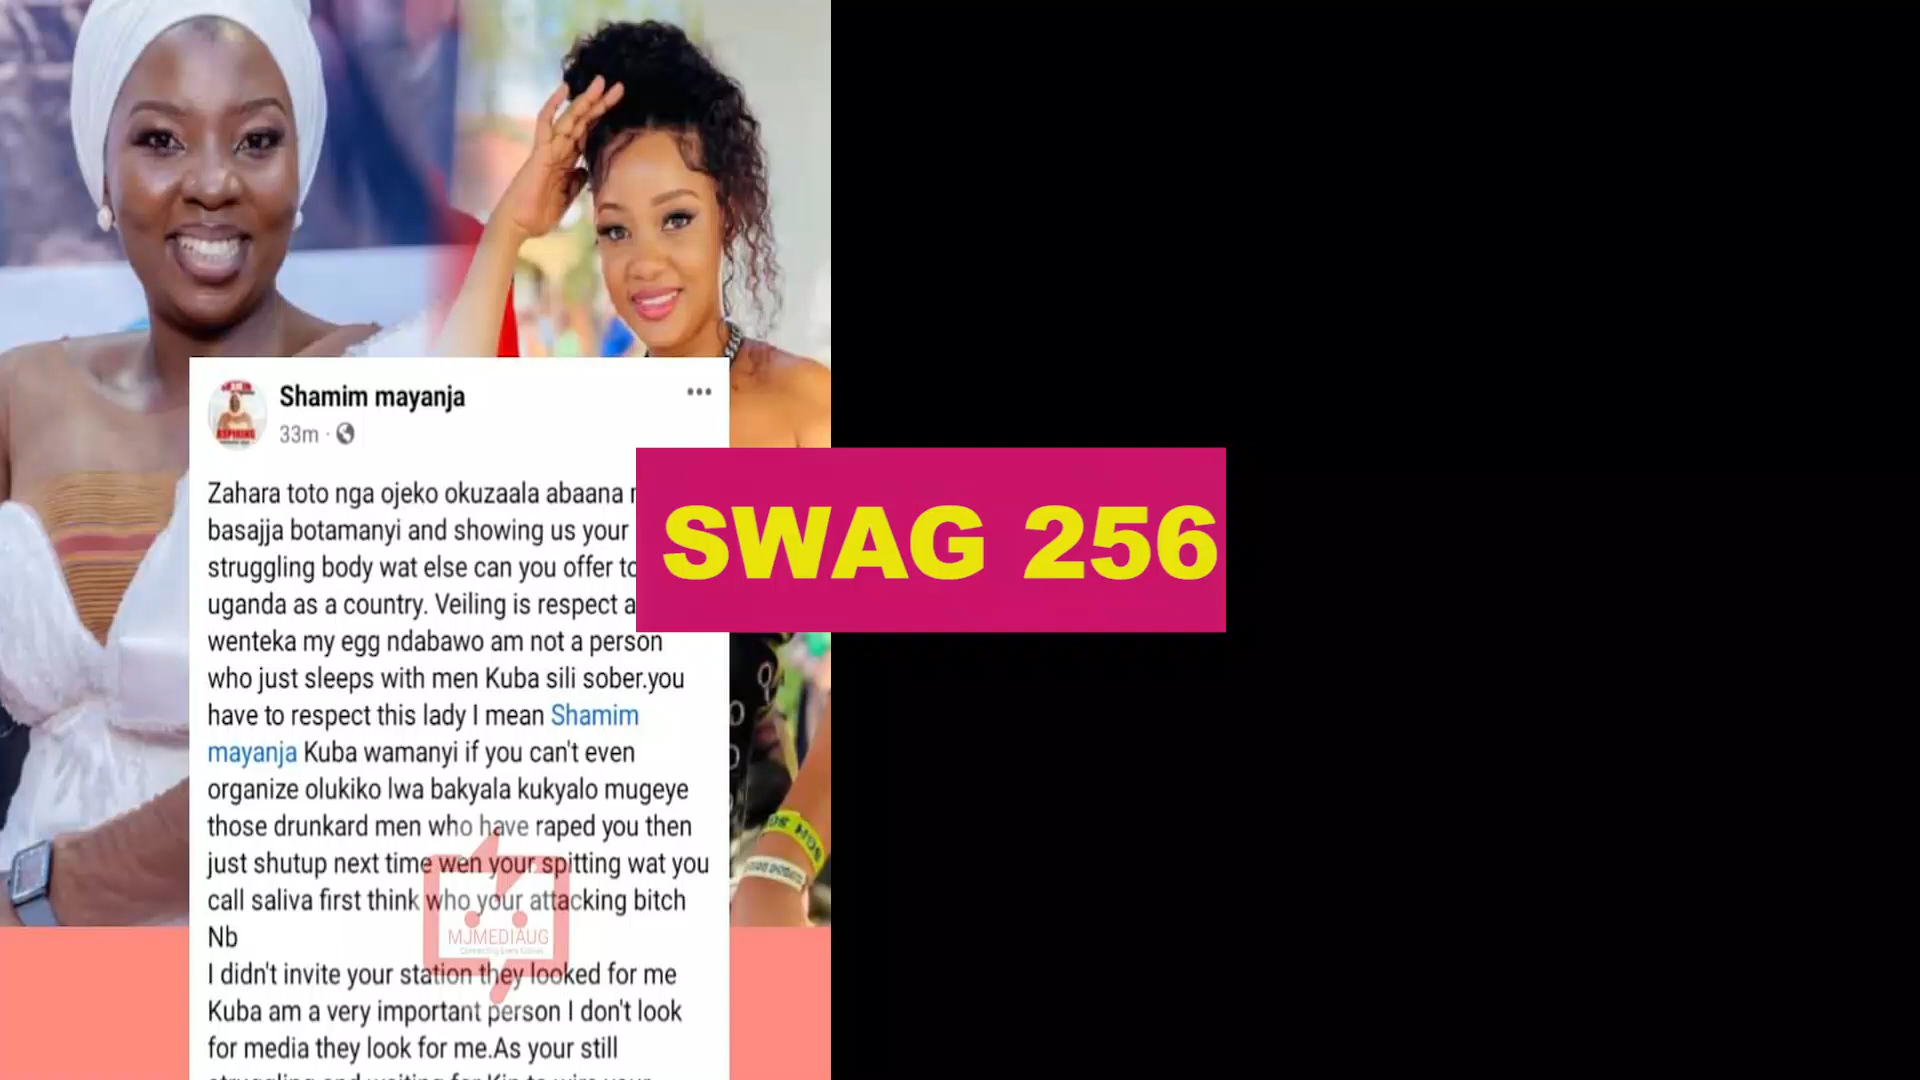 Shamim mayanja
33m
Zahara toto nga ojeko okuzaala abaana
basajja botamanyi and showing us your
struggling body wat else can you offer
uganda as a country. Veiling is respect
wenteka my egg ndabawo am not a person
who just sleeps with men Kuba sili sober.you
have to respect this lady I mean Shamim
mayanja Kuba wamanyi if you can't even
organize olukiko lwa bakyala kukyalo mugeye
those drunkard men who have raped you then
just shutup next time wen your spitting wat you
call saliva first think who your attacking bitch
Nb
I didn't invite your station they looked for me
Kuba am a very important person I don't look
for media they look for me.As your still
SWAG 256
MJMEDIAUG
ASPIRING